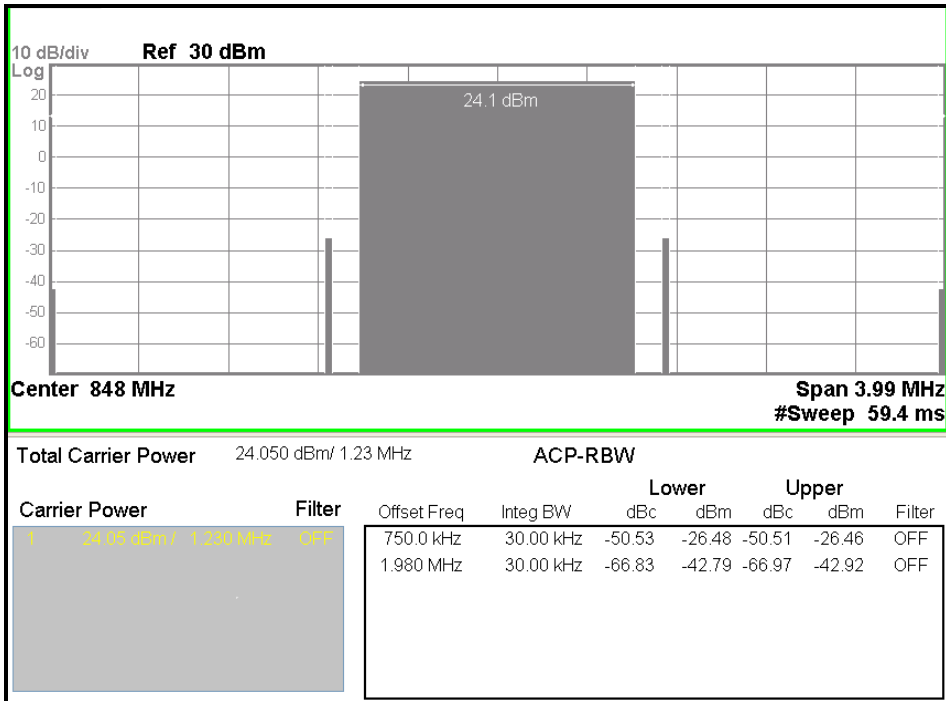 10 dB/div Ref 30 dBm
Log
24.1 dBm
20
10
0
-10
-20
-30
-40
-50
-60
Center 848 MHz Span 3.99 MHz
#Sweep 59.4 ms
Total Carrier Power 24.050 dBm/ 1.23 MHz ACP-RBW
Lower Upper
Carrier Power Filter Offset Freq Integ BW dBc dBm dBc dBm Filter
1 24.05 dBm / 1.230 MHz OFF 750.0 kHz 30.00 kHz -50.53 -26.48 -50.51 -26.46 OFF
1.980 MHz 30.00 kHz -66.83 -42.79 -66.97 -42.92 OFF